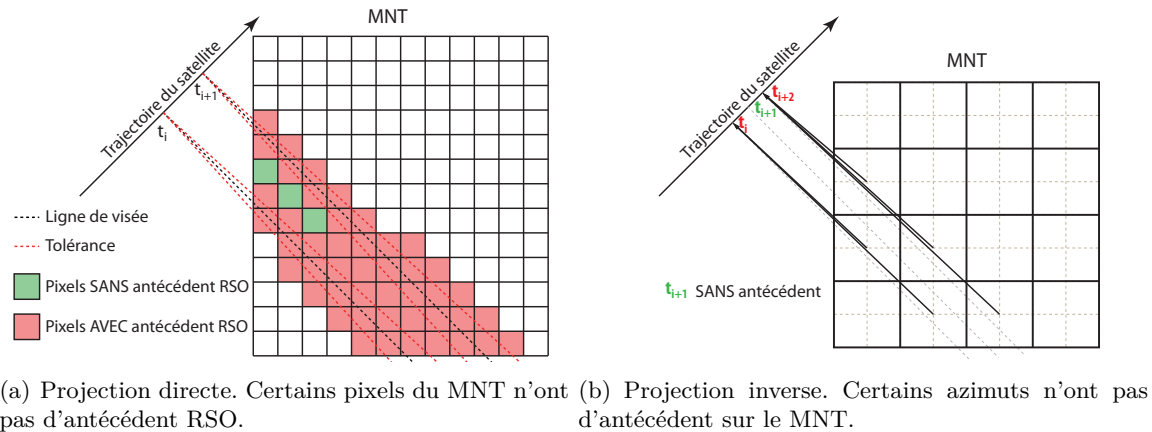 MNT
Trajectoire du satellite
t_{i+1}
t_i
Ligne de visée
Tolérance
Pixels SANS antécédent RSO
Pixels AVEC antécédent RSO
(a) Projection directe. Certains pixels du MNT n'ont
pas d'antécédent RSO.
MNT
Trajectoire du satellite
t_{i+2}
t_{i+1}
t_i
t_{i+1} SANS antécédent
(b) Projection inverse. Certains azimuts n'ont pas
d'antécédent sur le MNT.